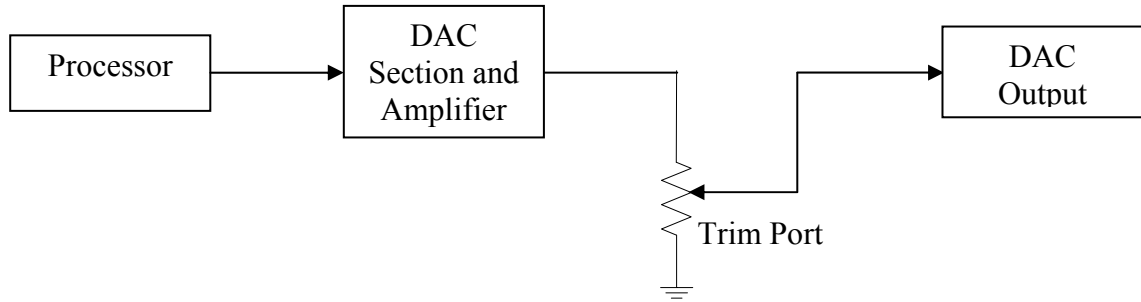 Processor
DAC
Section and
Amplifier
DAC
Output
Trim Port